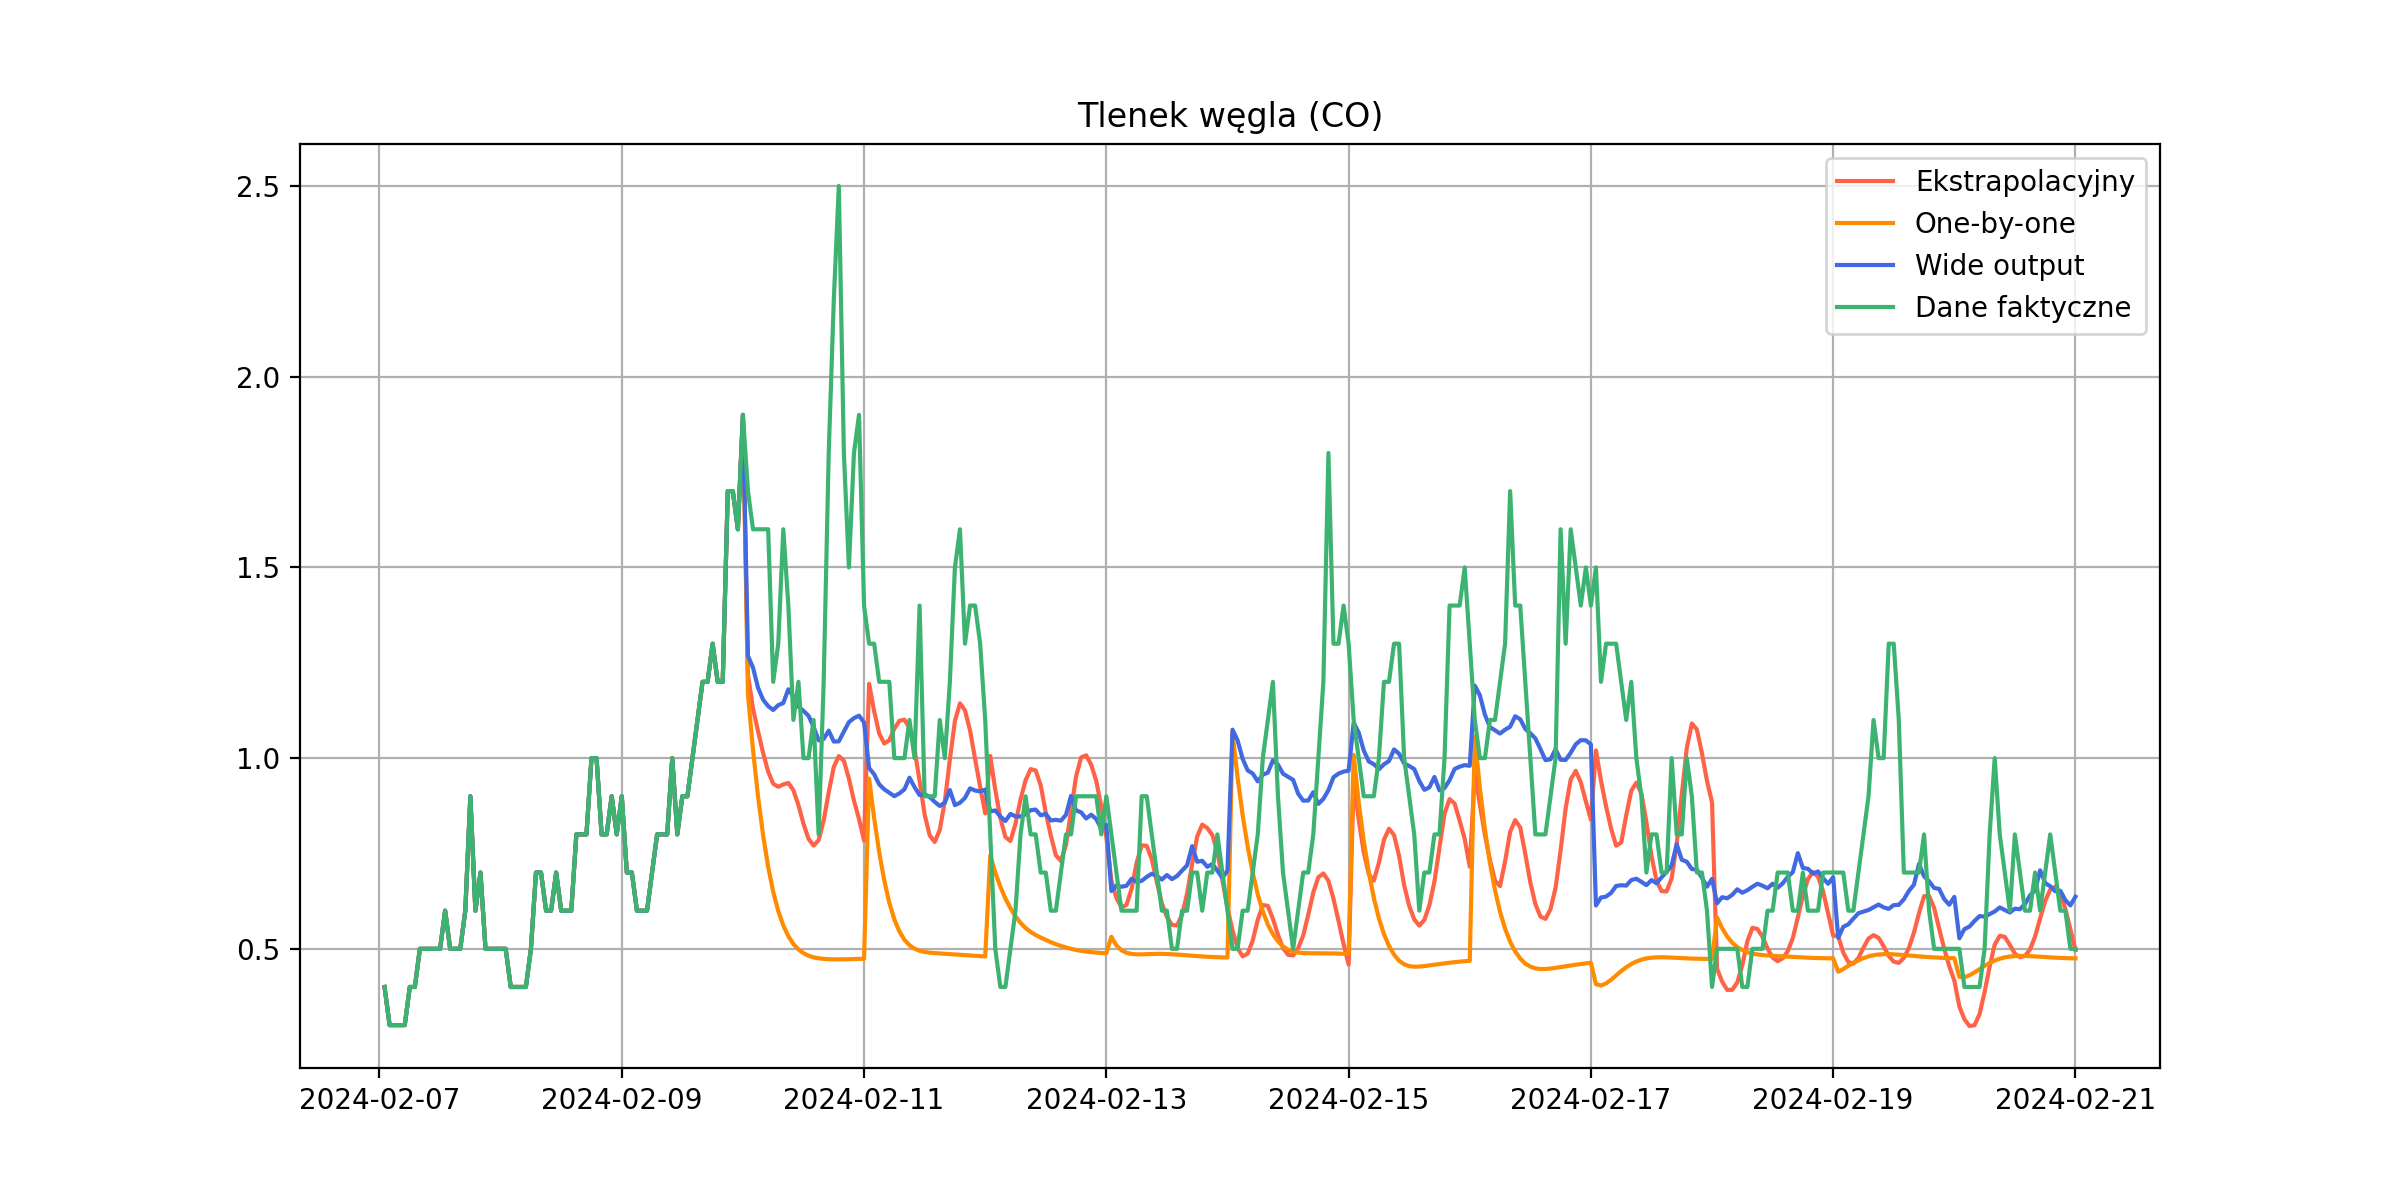 Tlenek węgla (CO)
Ekstrapolacyjny
One-by-one
Wide output
Dane faktyczne
2.5
2.0
1.5
1.0
0.5
2024-02-07 2024-02-09 2024-02-11 2024-02-13 2024-02-15 2024-02-17 2024-02-19 2024-02-21